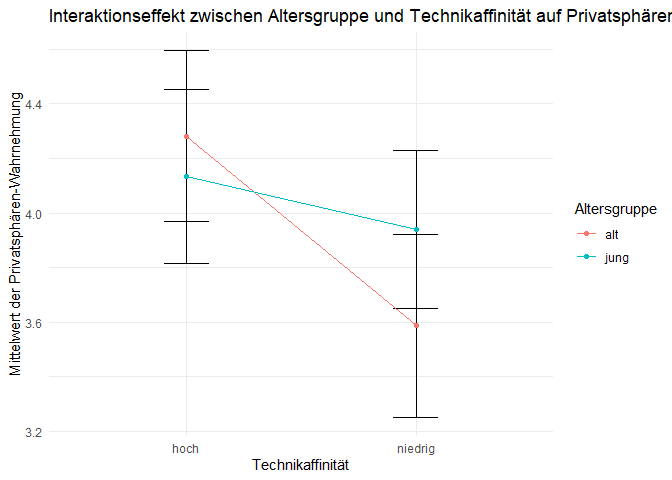 Interaktionseffekt zwischen Altersgruppe und Technikaffinität auf Privatsphären
Mittelwert der Privatsphären-Wahrnehmung
4.4
4.0
3.6
3.2
hoch
niedrig
Technikaffinität
Altersgruppe
alt
jung